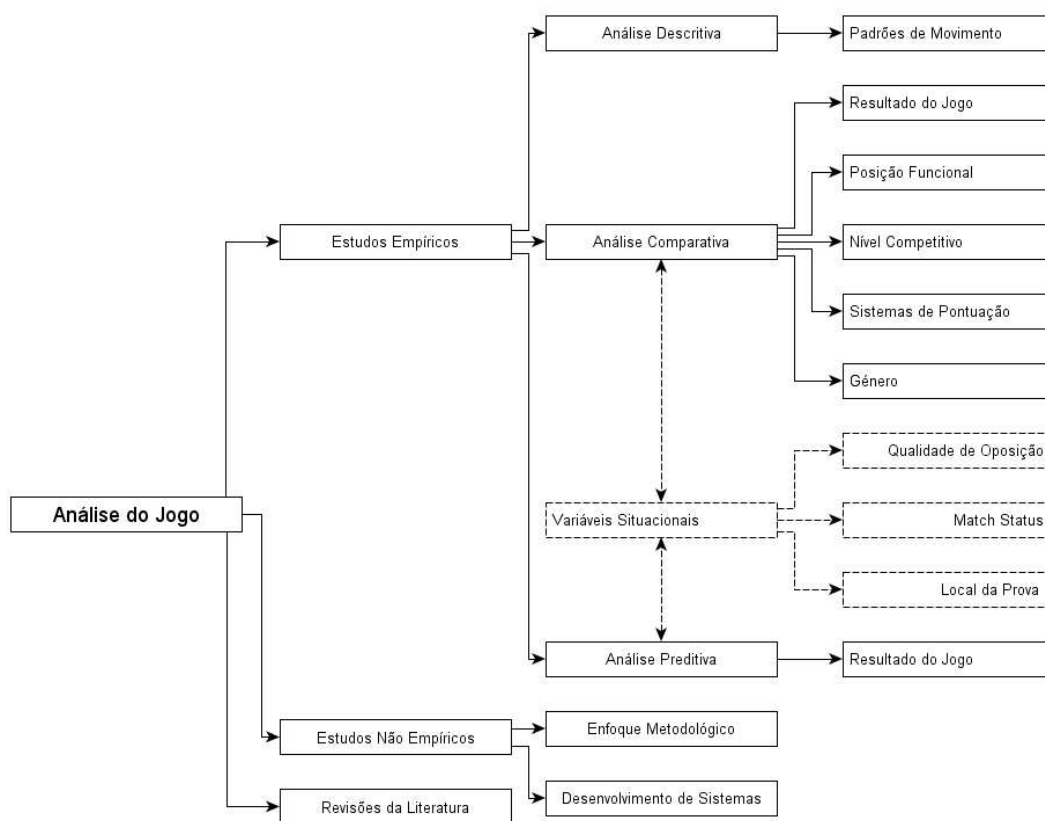 Análise Descritiva
Padrões de Movimento
Resultado do Jogo
Posição Funcional
Estudos Empíricos
Análise Comparativa
Nível Competitivo
Sistemas de Pontuação
Género
Qualidade de Oposição
Análise do Jogo
Variáveis Situacionais
Match Status
Local da Prova
Análise Preditiva
Resultado do Jogo
Estudos Não Empíricos
Enfoque Metodológico
Desenvolvimento de Sistemas
Revisões da Literatura